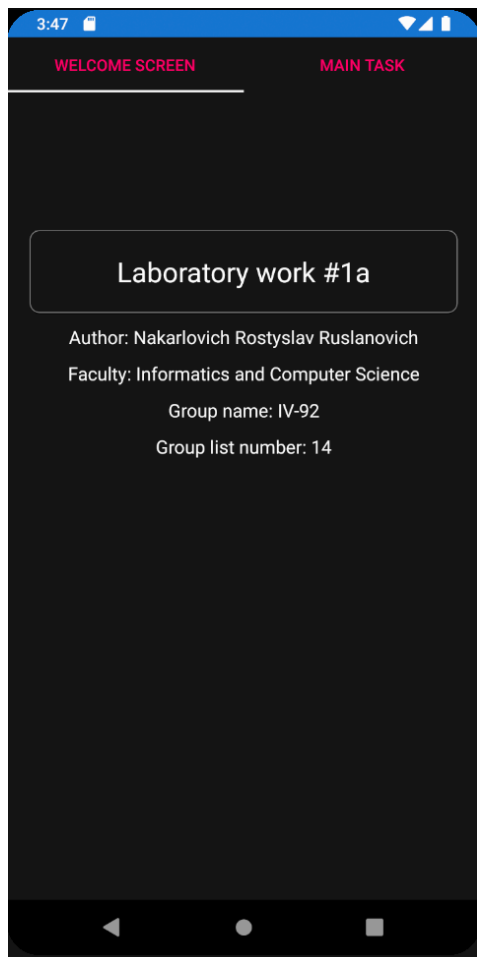 3:47
WELCOME SCREEN MAIN TASK
Laboratory work #1a
Author: Nakarlovich Rostyslav Ruslanovich
Faculty: Informatics and Computer Science
Group name: IV-92
Group list number: 14